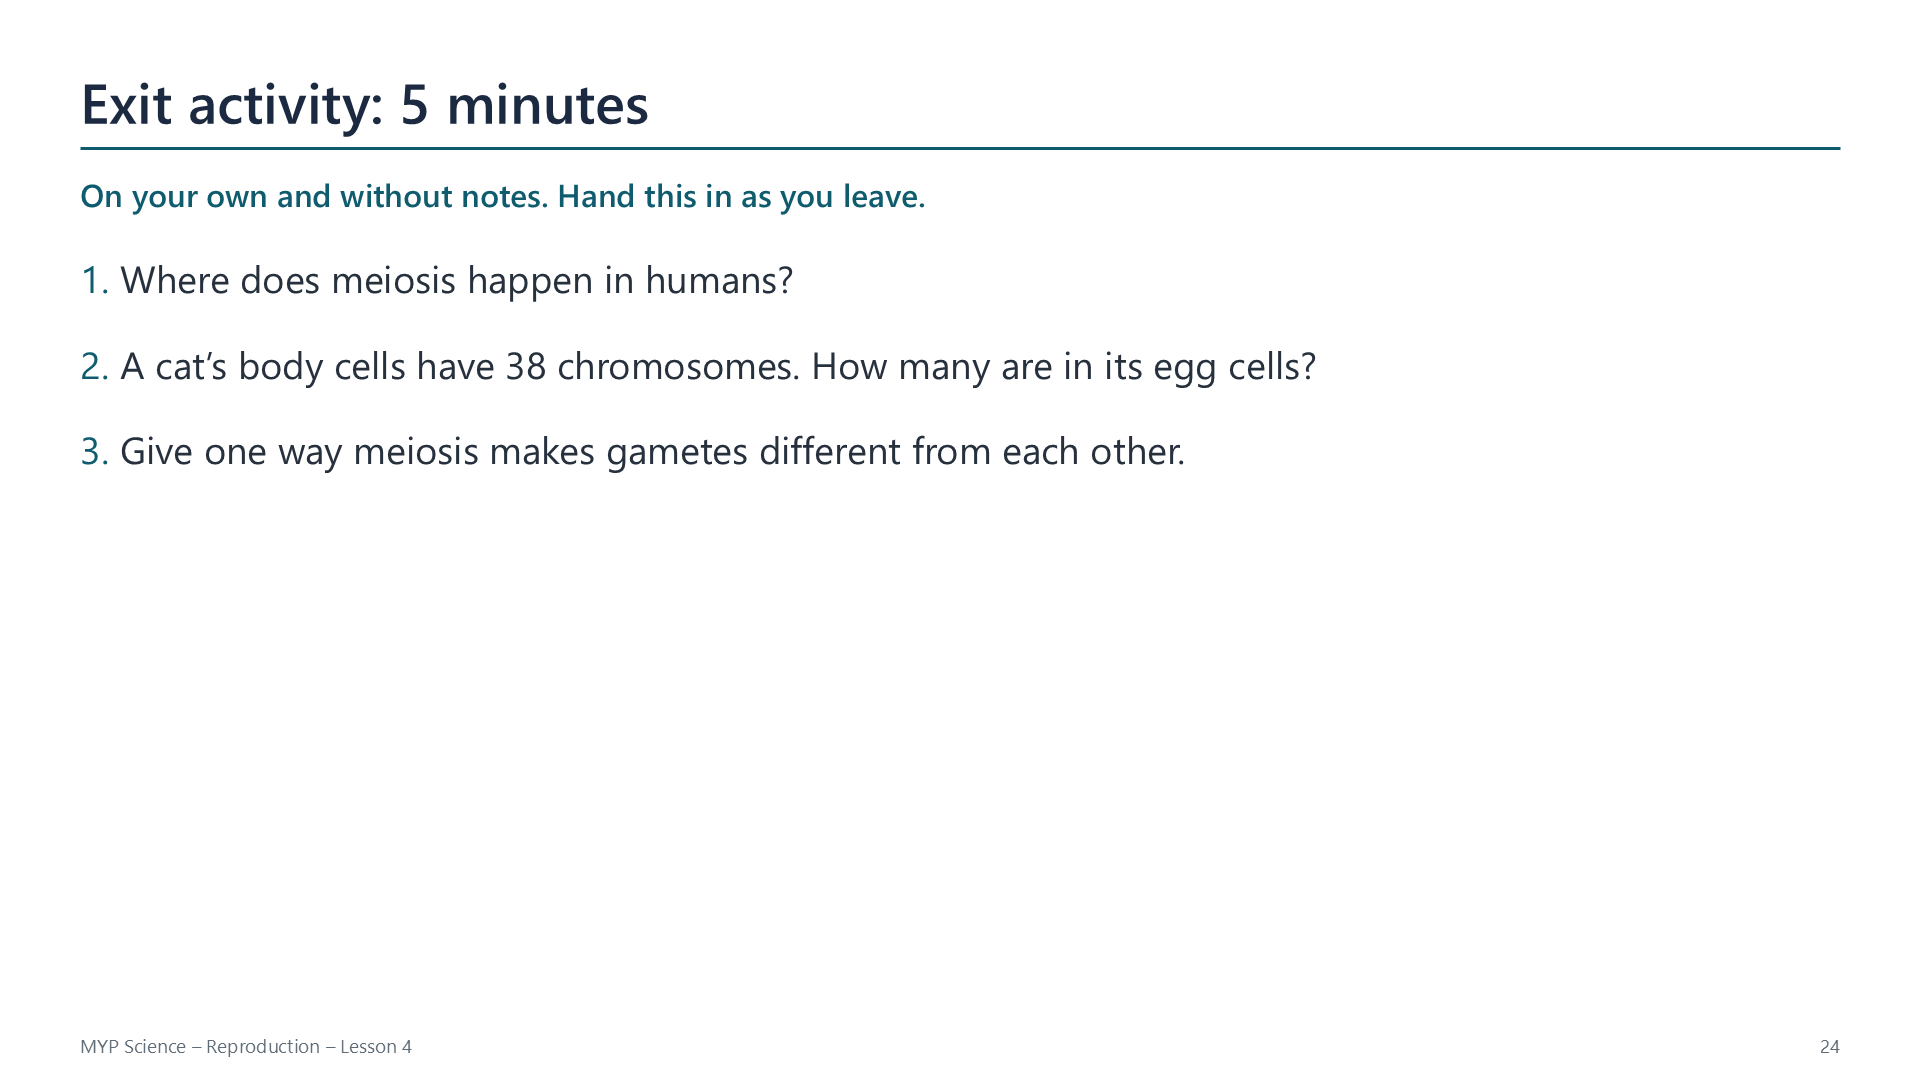 Exit activity: 5 minutes
On your own and without notes. Hand this in as you leave.
1. Where does meiosis happen in humans?
2. A cat’s body cells have 38 chromosomes. How many are in its egg cells?
3. Give one way meiosis makes gametes different from each other.
MYP Science – Reproduction – Lesson 4
24